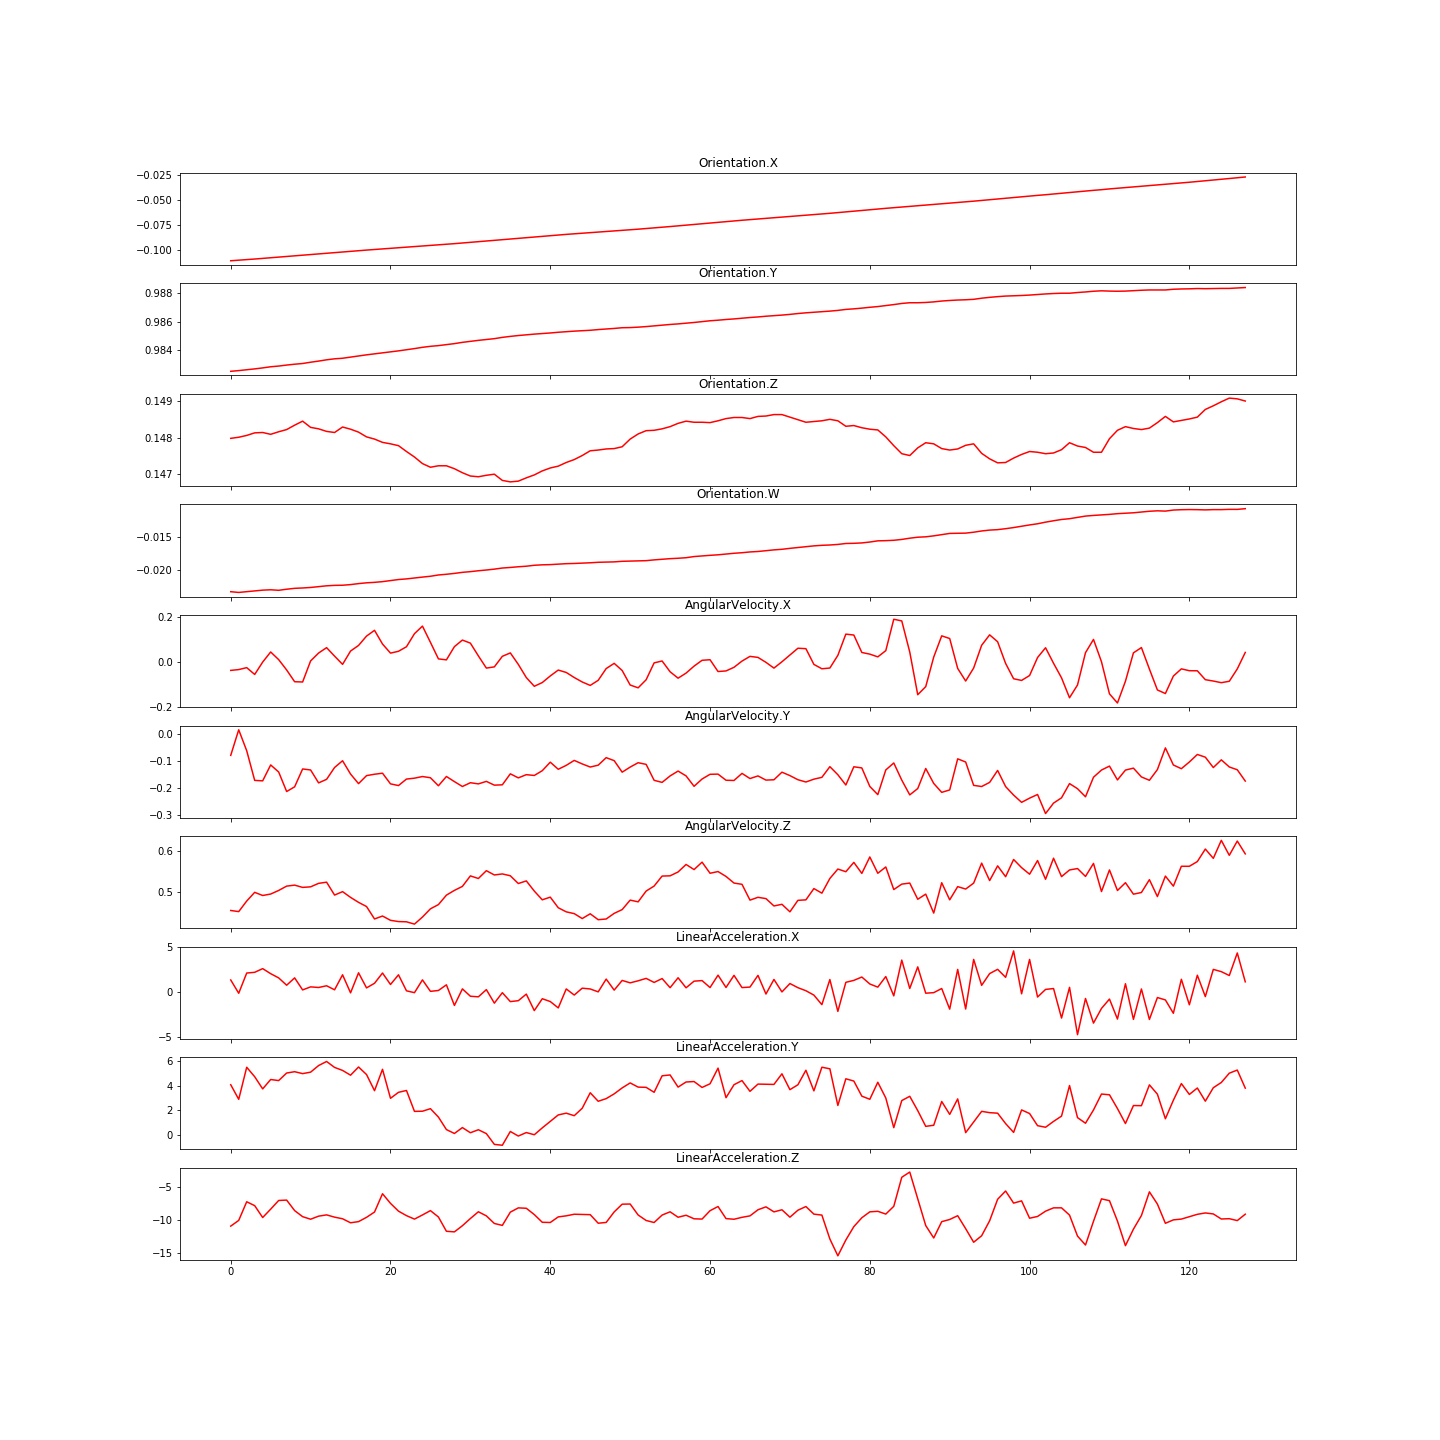 Orientation.X
−0.025
−0.050
−0.075
−0.100
Orientation.Y
0.988
0.986
0.984
Orientation.Z
0.149
0.148
0.147
Orientation.W
−0.015
−0.020
AngularVelocity.X
0.2
0.0
−0.2
AngularVelocity.Y
0.0
−0.1
−0.2
−0.3
AngularVelocity.Z
0.6
0.5
LinearAcceleration.X
5
0
−5
LinearAcceleration.Y
6
4
2
0
LinearAcceleration.Z
−5
−10
−15
0 20 40 60 80 100 120